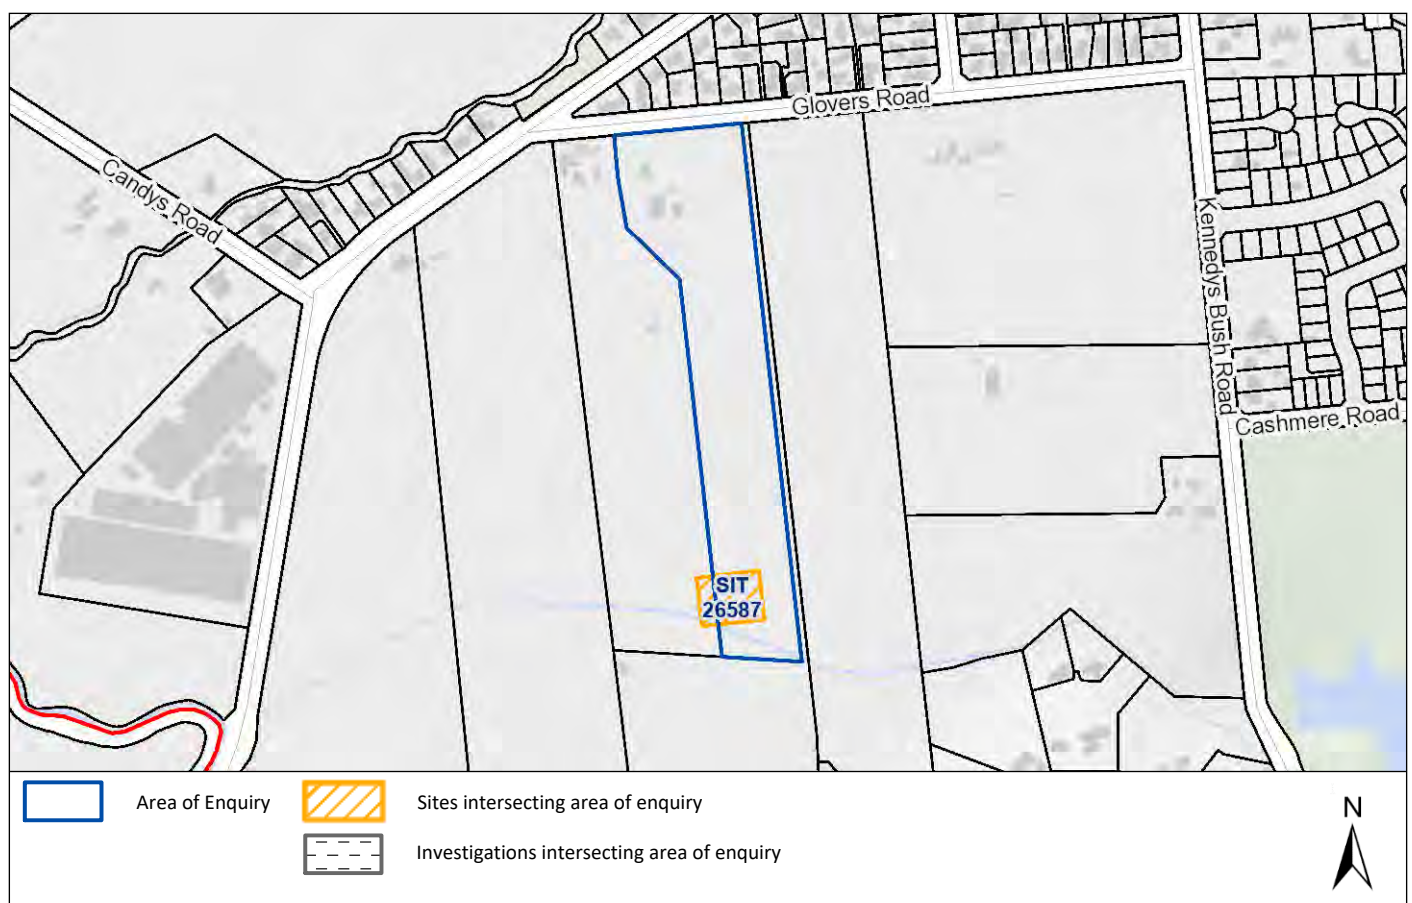 Glovers Road
Candys Road
Kennedys Bush Road
Cashmere Road
SIT
26587
Area of Enquiry
Sites intersecting area of enquiry
Investigations intersecting area of enquiry
N